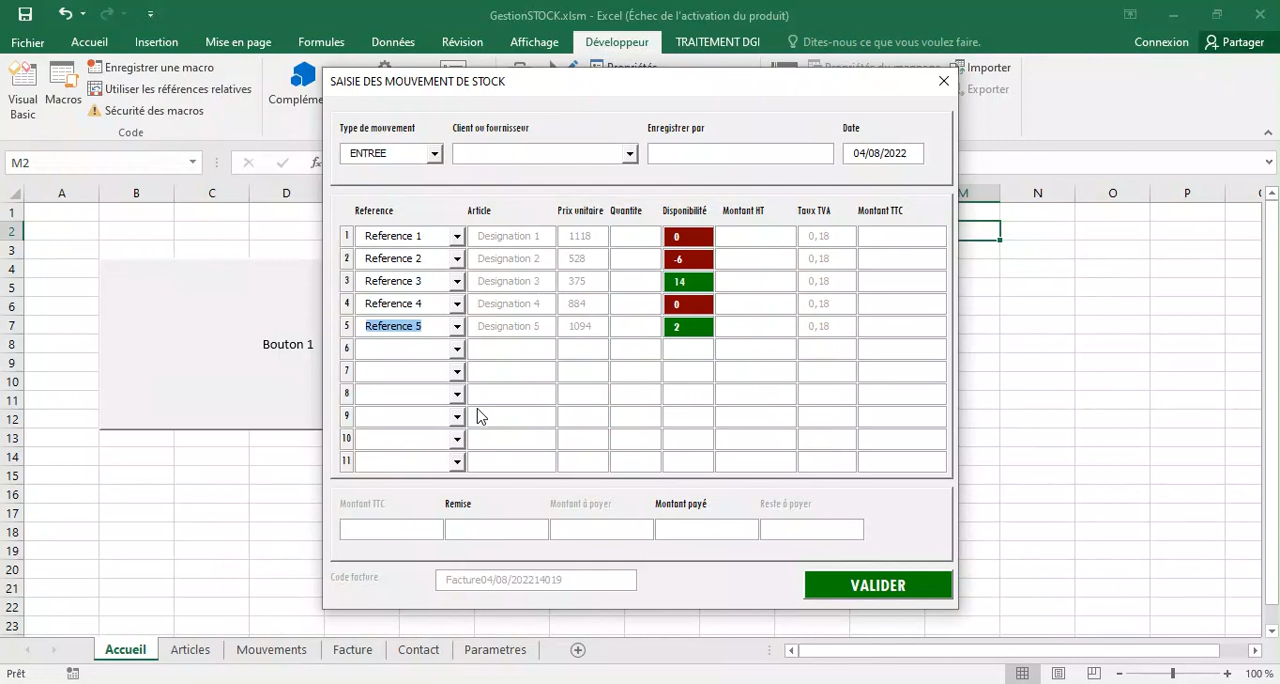 GestionSTOCK.xlsm - Excel (Échec de l'activation du produit)
Fichier Accueil Insertion Mise en page Formules Données Révision Affichage Développeur TRAITEMENT DGI Dites-nous ce que vous voulez faire. Connexion Partager
Visual Basic
Macros
Enregistrer une macro
Utiliser les références relatives
Sécurité des macros
Code
Complém
Importer
Exporter
M2
fx
A B C D M N O P
1
2
3
4
5
6
7
8
9
10
11
12
13
14
15
16
17
18
19
20
21
22
23
Bouton 1
SAISIE DES MOUVEMENT DE STOCK
Type de mouvement Client ou fournisseur Enregistrer par Date
ENTREE 04/08/2022
Reference Article Prix unitaire Quantite Disponibilité Montant HT Taux TVA Montant TTC
1 Reference 1 Designation 1 1118 0 0,18
2 Reference 2 Designation 2 528 -6 0,18
3 Reference 3 Designation 3 375 14 0,18
4 Reference 4 Designation 4 884 0 0,18
5 Reference 5 Designation 5 1094 2 0,18
6
7
8
9
10
11
Montant TTC Remise Montant à payer Montant payé Reste à payer
Code facture Facture04/08/202214019 VALIDER
Accueil Articles Mouvements Facture Contact Parametres
Prêt 100 %